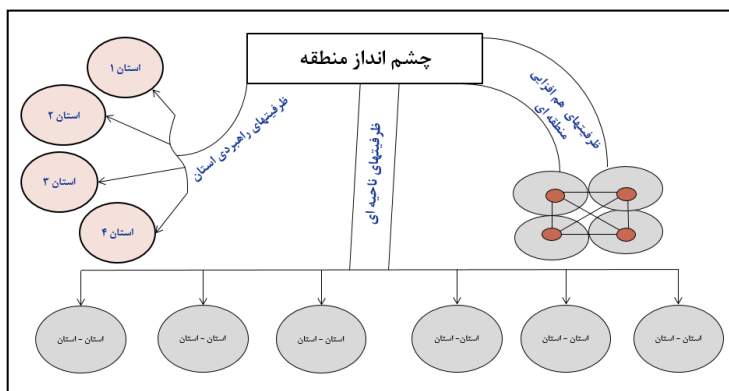 چشم انداز منطقه
ظرفیتهای هم افزایی
منطقه ای
ظرفیتهای ناحیه ای
ظرفیتهای راهبردی استان
استان ۱
استان ۲
استان ۳
استان ۴
استان - استان
استان - استان
استان - استان
استان - استان
استان - استان
استان - استان